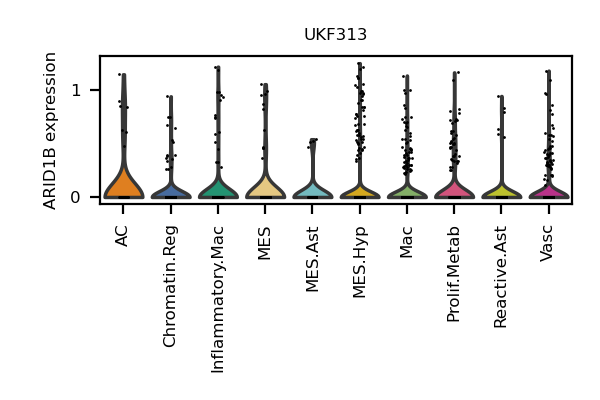 UKF313
ARID1B expression
1
0
AC
Chromatin.Reg
Inflammatory.Mac
MES
MES.Ast
MES.Hyp
Mac
Prolif.Metab
Reactive.Ast
Vasc